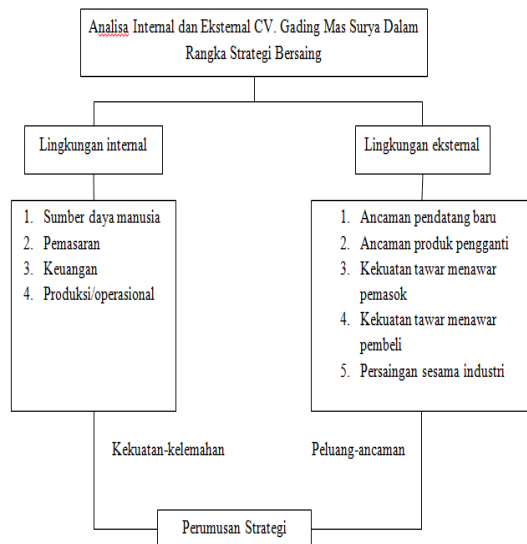 Analisa Internal dan Eksternal CV. Gading Mas Surya Dalam
Rangka Strategi Bersaing
Lingkungan internal
Lingkungan eksternal
1. Sumber daya manusia
2. Pemasaran
3. Keuangan
4. Produksi/operasional
1. Ancaman pendatang baru
2. Ancaman produk pengganti
3. Kekuatan tawar menawar
pemasok
4. Kekuatan tawar menawar
pembeli
5. Persaingan sesama industri
Kekuatan-kelemahan
Peluang-ancaman
Perumusan Strategi